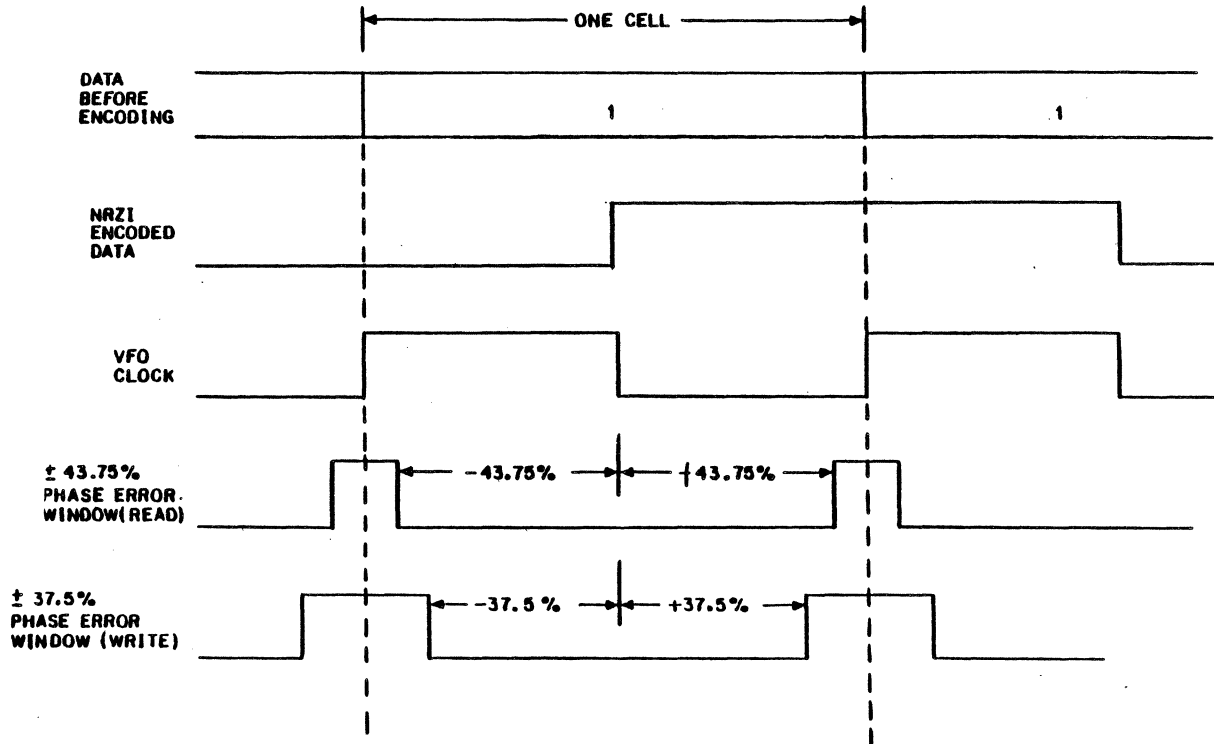 ONE CELL
DATA
BEFORE
ENCODING
1
1
NRZI
ENCODED
DATA
VFO
CLOCK
± 43.75%
PHASE ERROR.
WINDOW(READ)
-43.75%
+43.75%
± 37.5%
PHASE ERROR
WINDOW (WRITE)
-37.5%
+37.5%